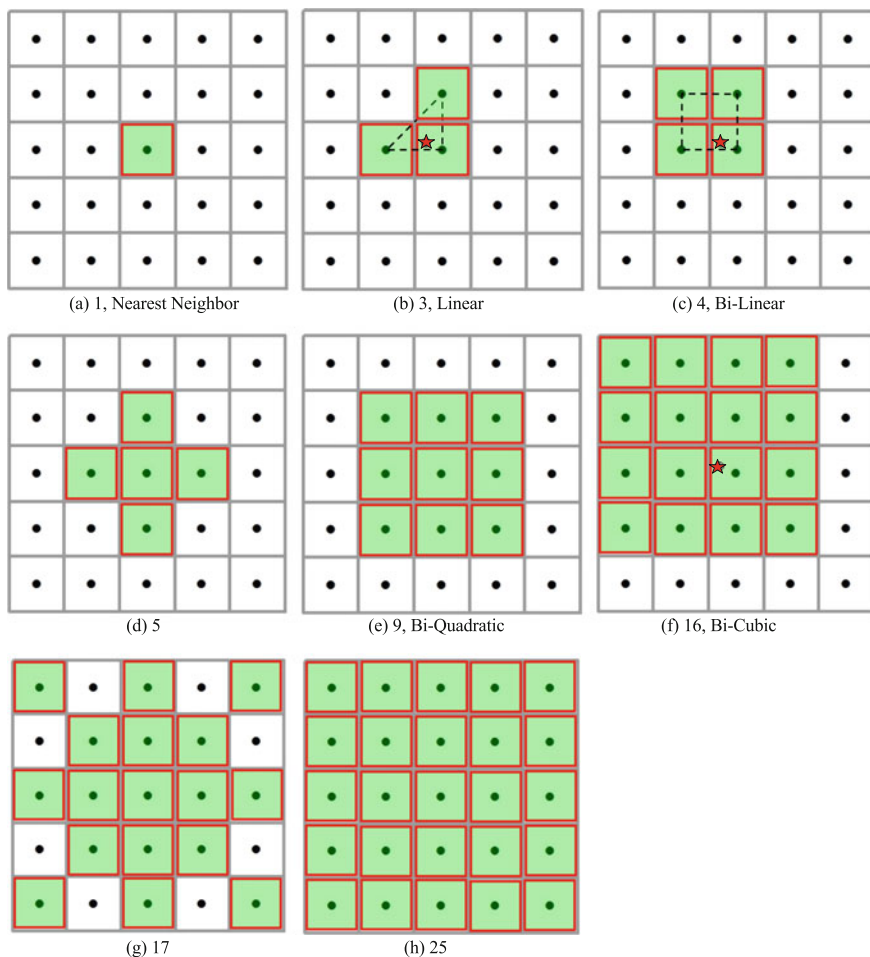 (a) 1, Nearest Neighbor
(b) 3, Linear
(c) 4, Bi-Linear
(d) 5
(e) 9, Bi-Quadratic
(f) 16, Bi-Cubic
(g) 17
(h) 25